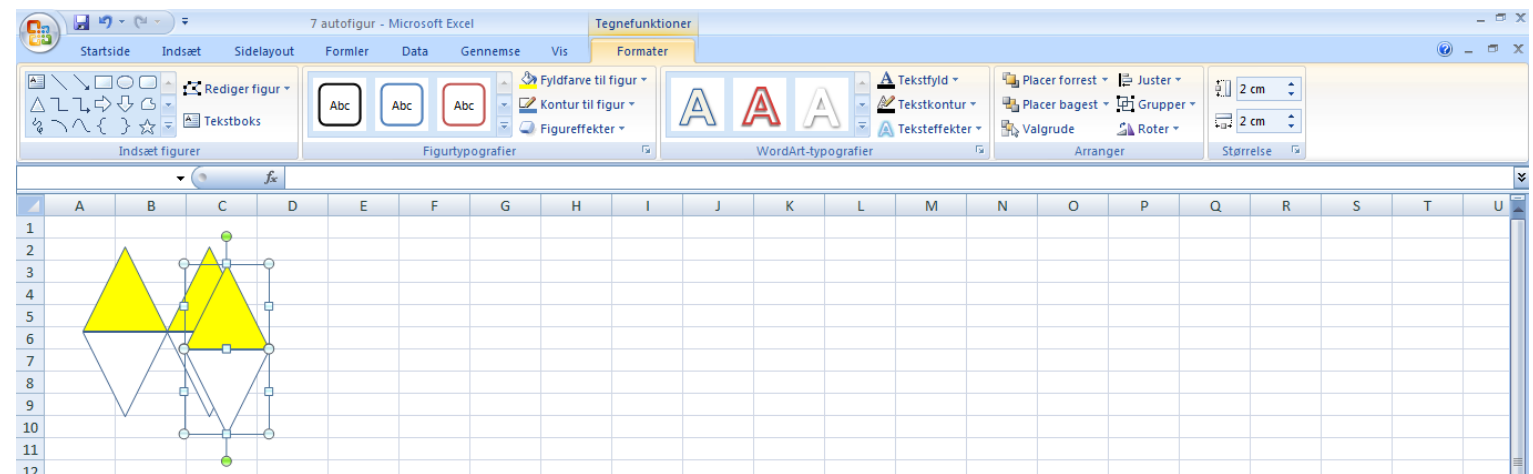 7 autofigur - Microsoft Excel Tegnefunktioner
Startside Indsæt Sidelayout Formler Data Gennemse Vis Formater
Rediger figur
Tekstboks
Indsæt figurer
Abc Abc Abc
Fyldfarve til figur
Kontur til figur
Figureffekter
Figurtypografier
A A A
Tekstfyld
Tekstkontur
Teksteffekter
WordArt-typografier
Placer forrest
Placer bagest
Valgrude
Juster
Grupper
Roter
Arranger
2 cm
2 cm
Størrelse
fx
A B C D E F G H I J K L M N O P Q R S T U
1
2
3
4
5
6
7
8
9
10
11
12